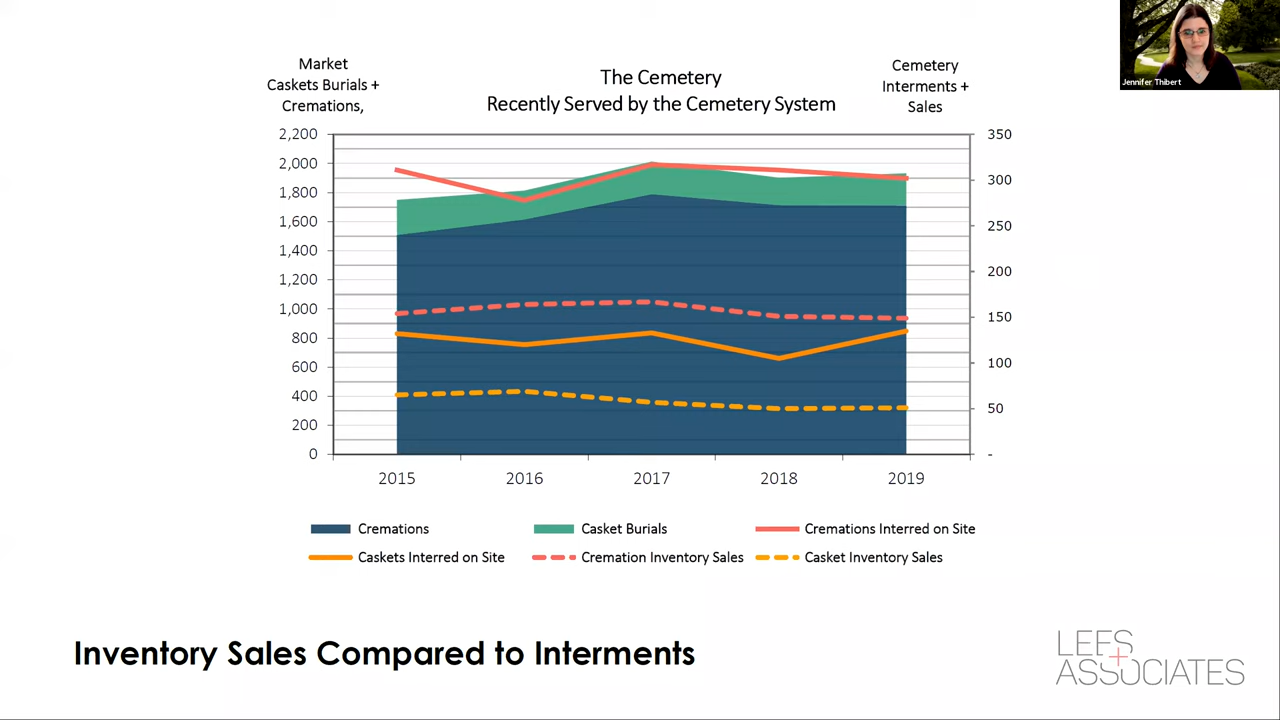 Jennifer Thibert
Market
Caskets Burials +
Cremations,
The Cemetery
Recently Served by the Cemetery System
Cemetery
Interments +
Sales
2,200
2,000
1,800
1,600
1,400
1,200
1,000
800
600
400
200
0
350
300
250
200
150
100
50
-
2015 2016 2017 2018 2019
Cremations Casket Burials Cremations Interred on Site
Caskets Interred on Site Cremation Inventory Sales Casket Inventory Sales
Inventory Sales Compared to Interments
LEES
+
ASSOCIATES